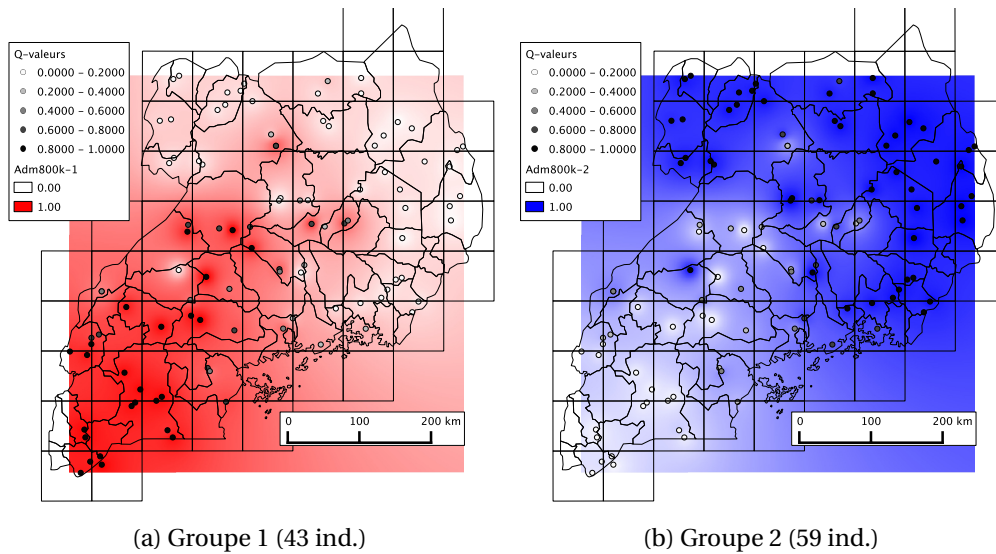 Q-valeurs
0.0000 – 0.2000
0.2000 – 0.4000
0.4000 – 0.6000
0.6000 – 0.8000
0.8000 – 1.0000
Adm800k-1
0.00
1.00
0 100 200 km
(a) Groupe 1 (43 ind.)
Q-valeurs
0.0000 – 0.2000
0.2000 – 0.4000
0.4000 – 0.6000
0.6000 – 0.8000
0.8000 – 1.0000
Adm800k-2
0.00
1.00
0 100 200 km
(b) Groupe 2 (59 ind.)